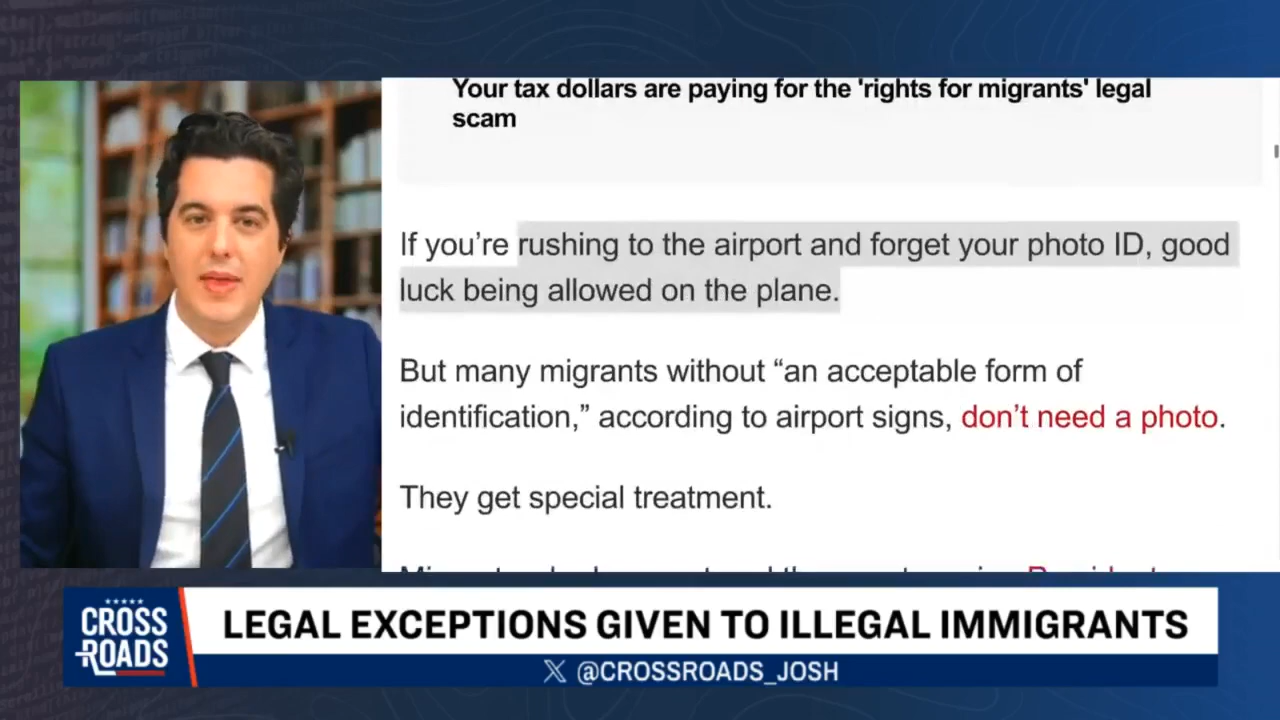 Your tax dollars are paying for the 'rights for migrants' legal
scam
If you’re rushing to the airport and forget your photo ID, good
luck being allowed on the plane.
But many migrants without “an acceptable form of
identification,” according to airport signs, don’t need a photo.
They get special treatment.
CROSS
ROADS
LEGAL EXCEPTIONS GIVEN TO ILLEGAL IMMIGRANTS
X @CROSSROADS_JOSH